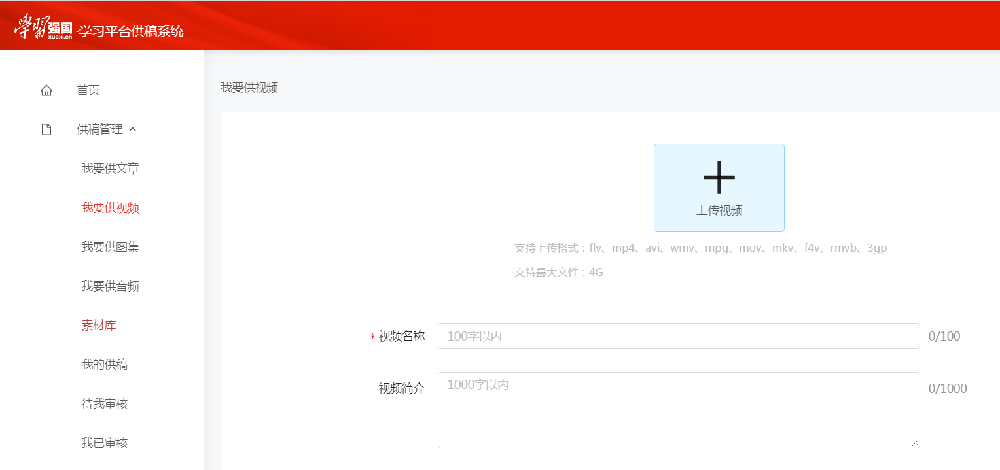 学习强国
xuexi.cn
·学习平台供稿系统
首页
供稿管理
我要供文章
我要供视频
我要供图集
我要供音频
素材库
我的供稿
待我审核
我已审核
我要供视频
上传视频
支持上传格式：flv、mp4、avi、wmv、mpg、mov、mkv、f4v、rmvb、3gp
支持最大文件：4G
* 视频名称 100字以内 0/100
视频简介 1000字以内 0/1000